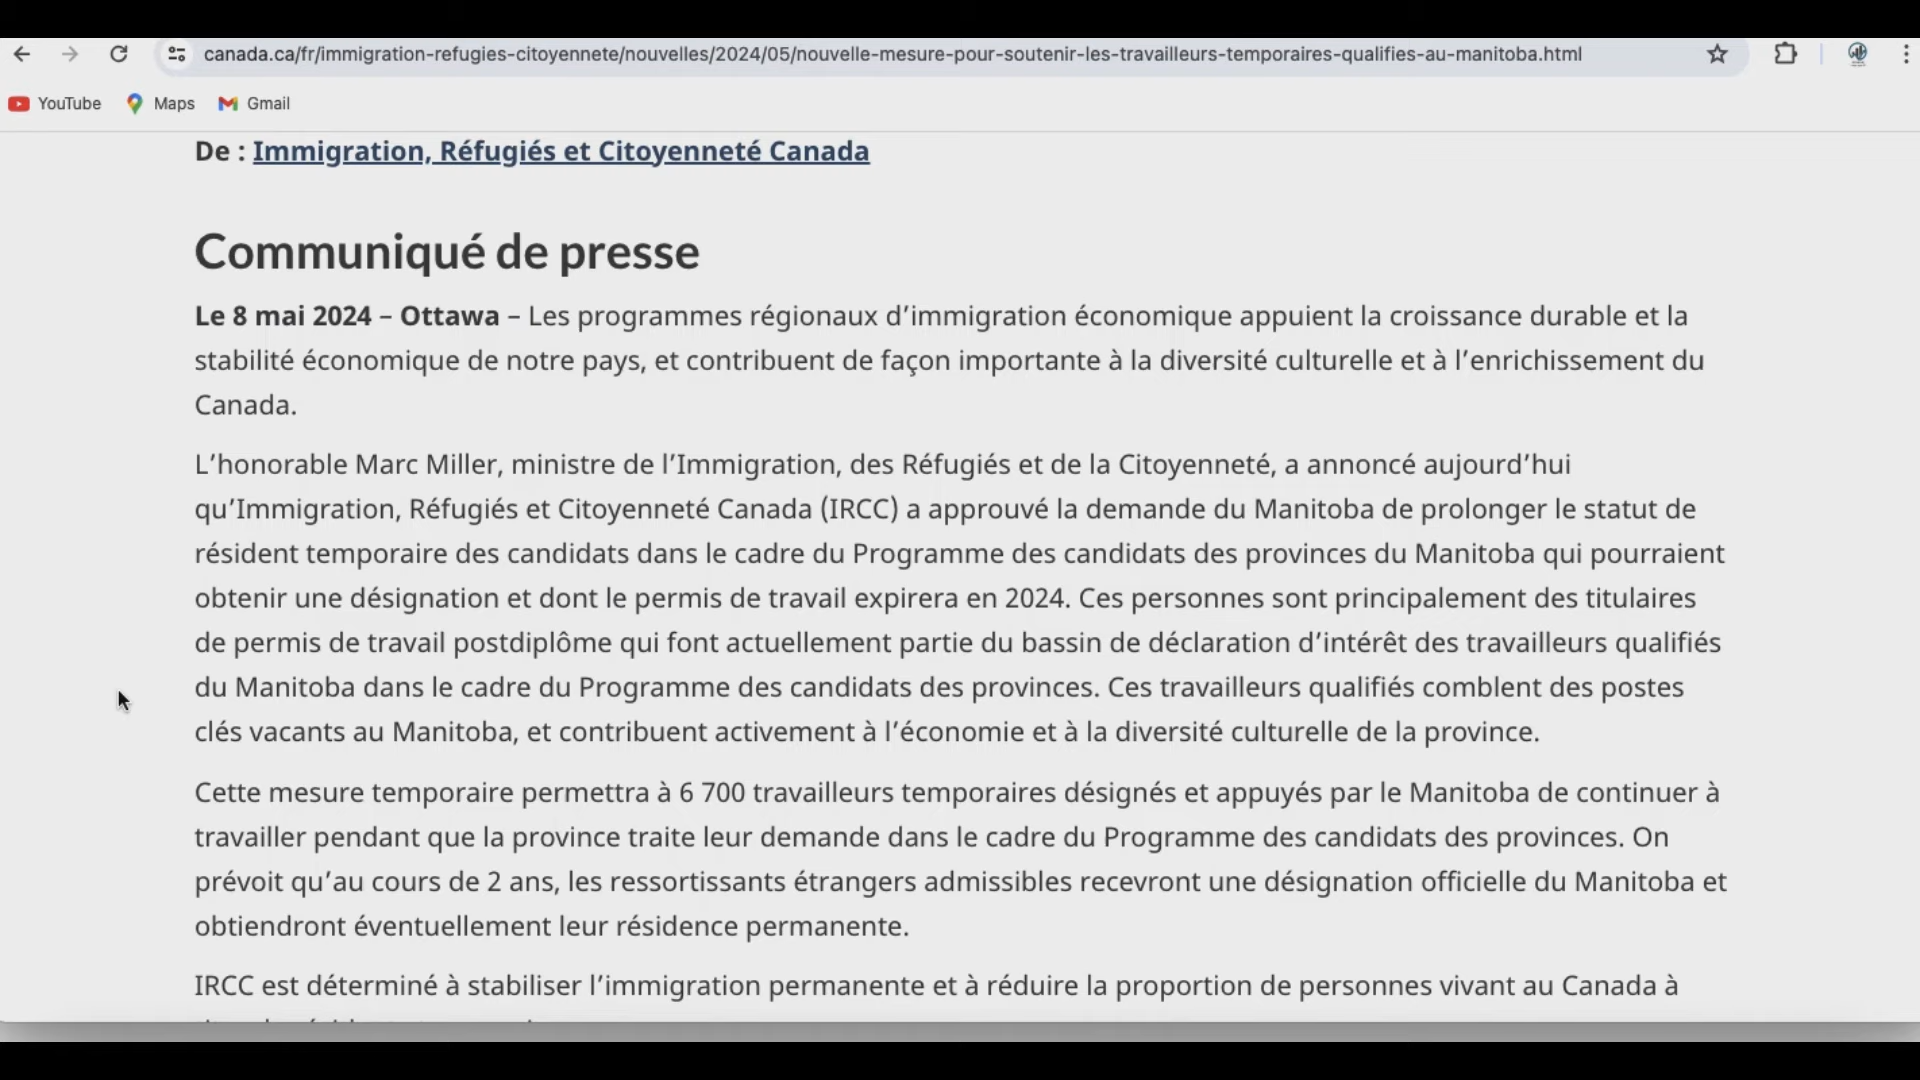 canada.ca/fr/immigration-refugies-citoyennete/nouvelles/2024/05/nouvelle-mesure-pour-soutenir-les-travailleurs-temporaires-qualifies-au-manitoba.html
YouTube Maps Gmail
De : Immigration, Réfugiés et Citoyenneté Canada
Communiqué de presse
Le 8 mai 2024 – Ottawa – Les programmes régionaux d’immigration économique appuient la croissance durable et la
stabilité économique de notre pays, et contribuent de façon importante à la diversité culturelle et à l’enrichissement du
Canada.
L’honorable Marc Miller, ministre de l’Immigration, des Réfugiés et de la Citoyenneté, a annoncé aujourd’hui
qu’Immigration, Réfugiés et Citoyenneté Canada (IRCC) a approuvé la demande du Manitoba de prolonger le statut de
résident temporaire des candidats dans le cadre du Programme des candidats des provinces du Manitoba qui pourraient
obtenir une désignation et dont le permis de travail expirera en 2024. Ces personnes sont principalement des titulaires
de permis de travail postdiplôme qui font actuellement partie du bassin de déclaration d’intérêt des travailleurs qualifiés
du Manitoba dans le cadre du Programme des candidats des provinces. Ces travailleurs qualifiés comblent des postes
clés vacants au Manitoba, et contribuent activement à l’économie et à la diversité culturelle de la province.
Cette mesure temporaire permettra à 6 700 travailleurs temporaires désignés et appuyés par le Manitoba de continuer à
travailler pendant que la province traite leur demande dans le cadre du Programme des candidats des provinces. On
prévoit qu’au cours de 2 ans, les ressortissants étrangers admissibles recevront une désignation officielle du Manitoba et
obtiendront éventuellement leur résidence permanente.
IRCC est déterminé à stabiliser l’immigration permanente et à réduire la proportion de personnes vivant au Canada à